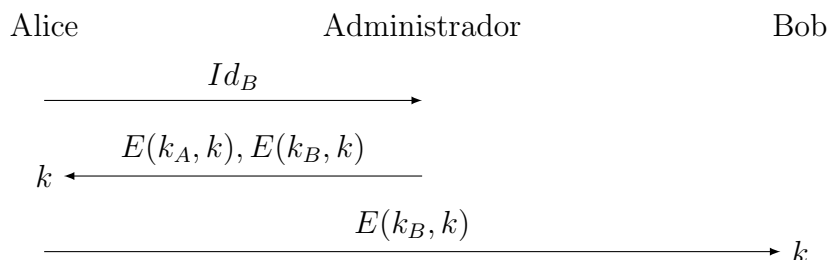 Alice Administrador Bob
Id_B
E(k_A, k), E(k_B, k)
k
E(k_B, k)
k